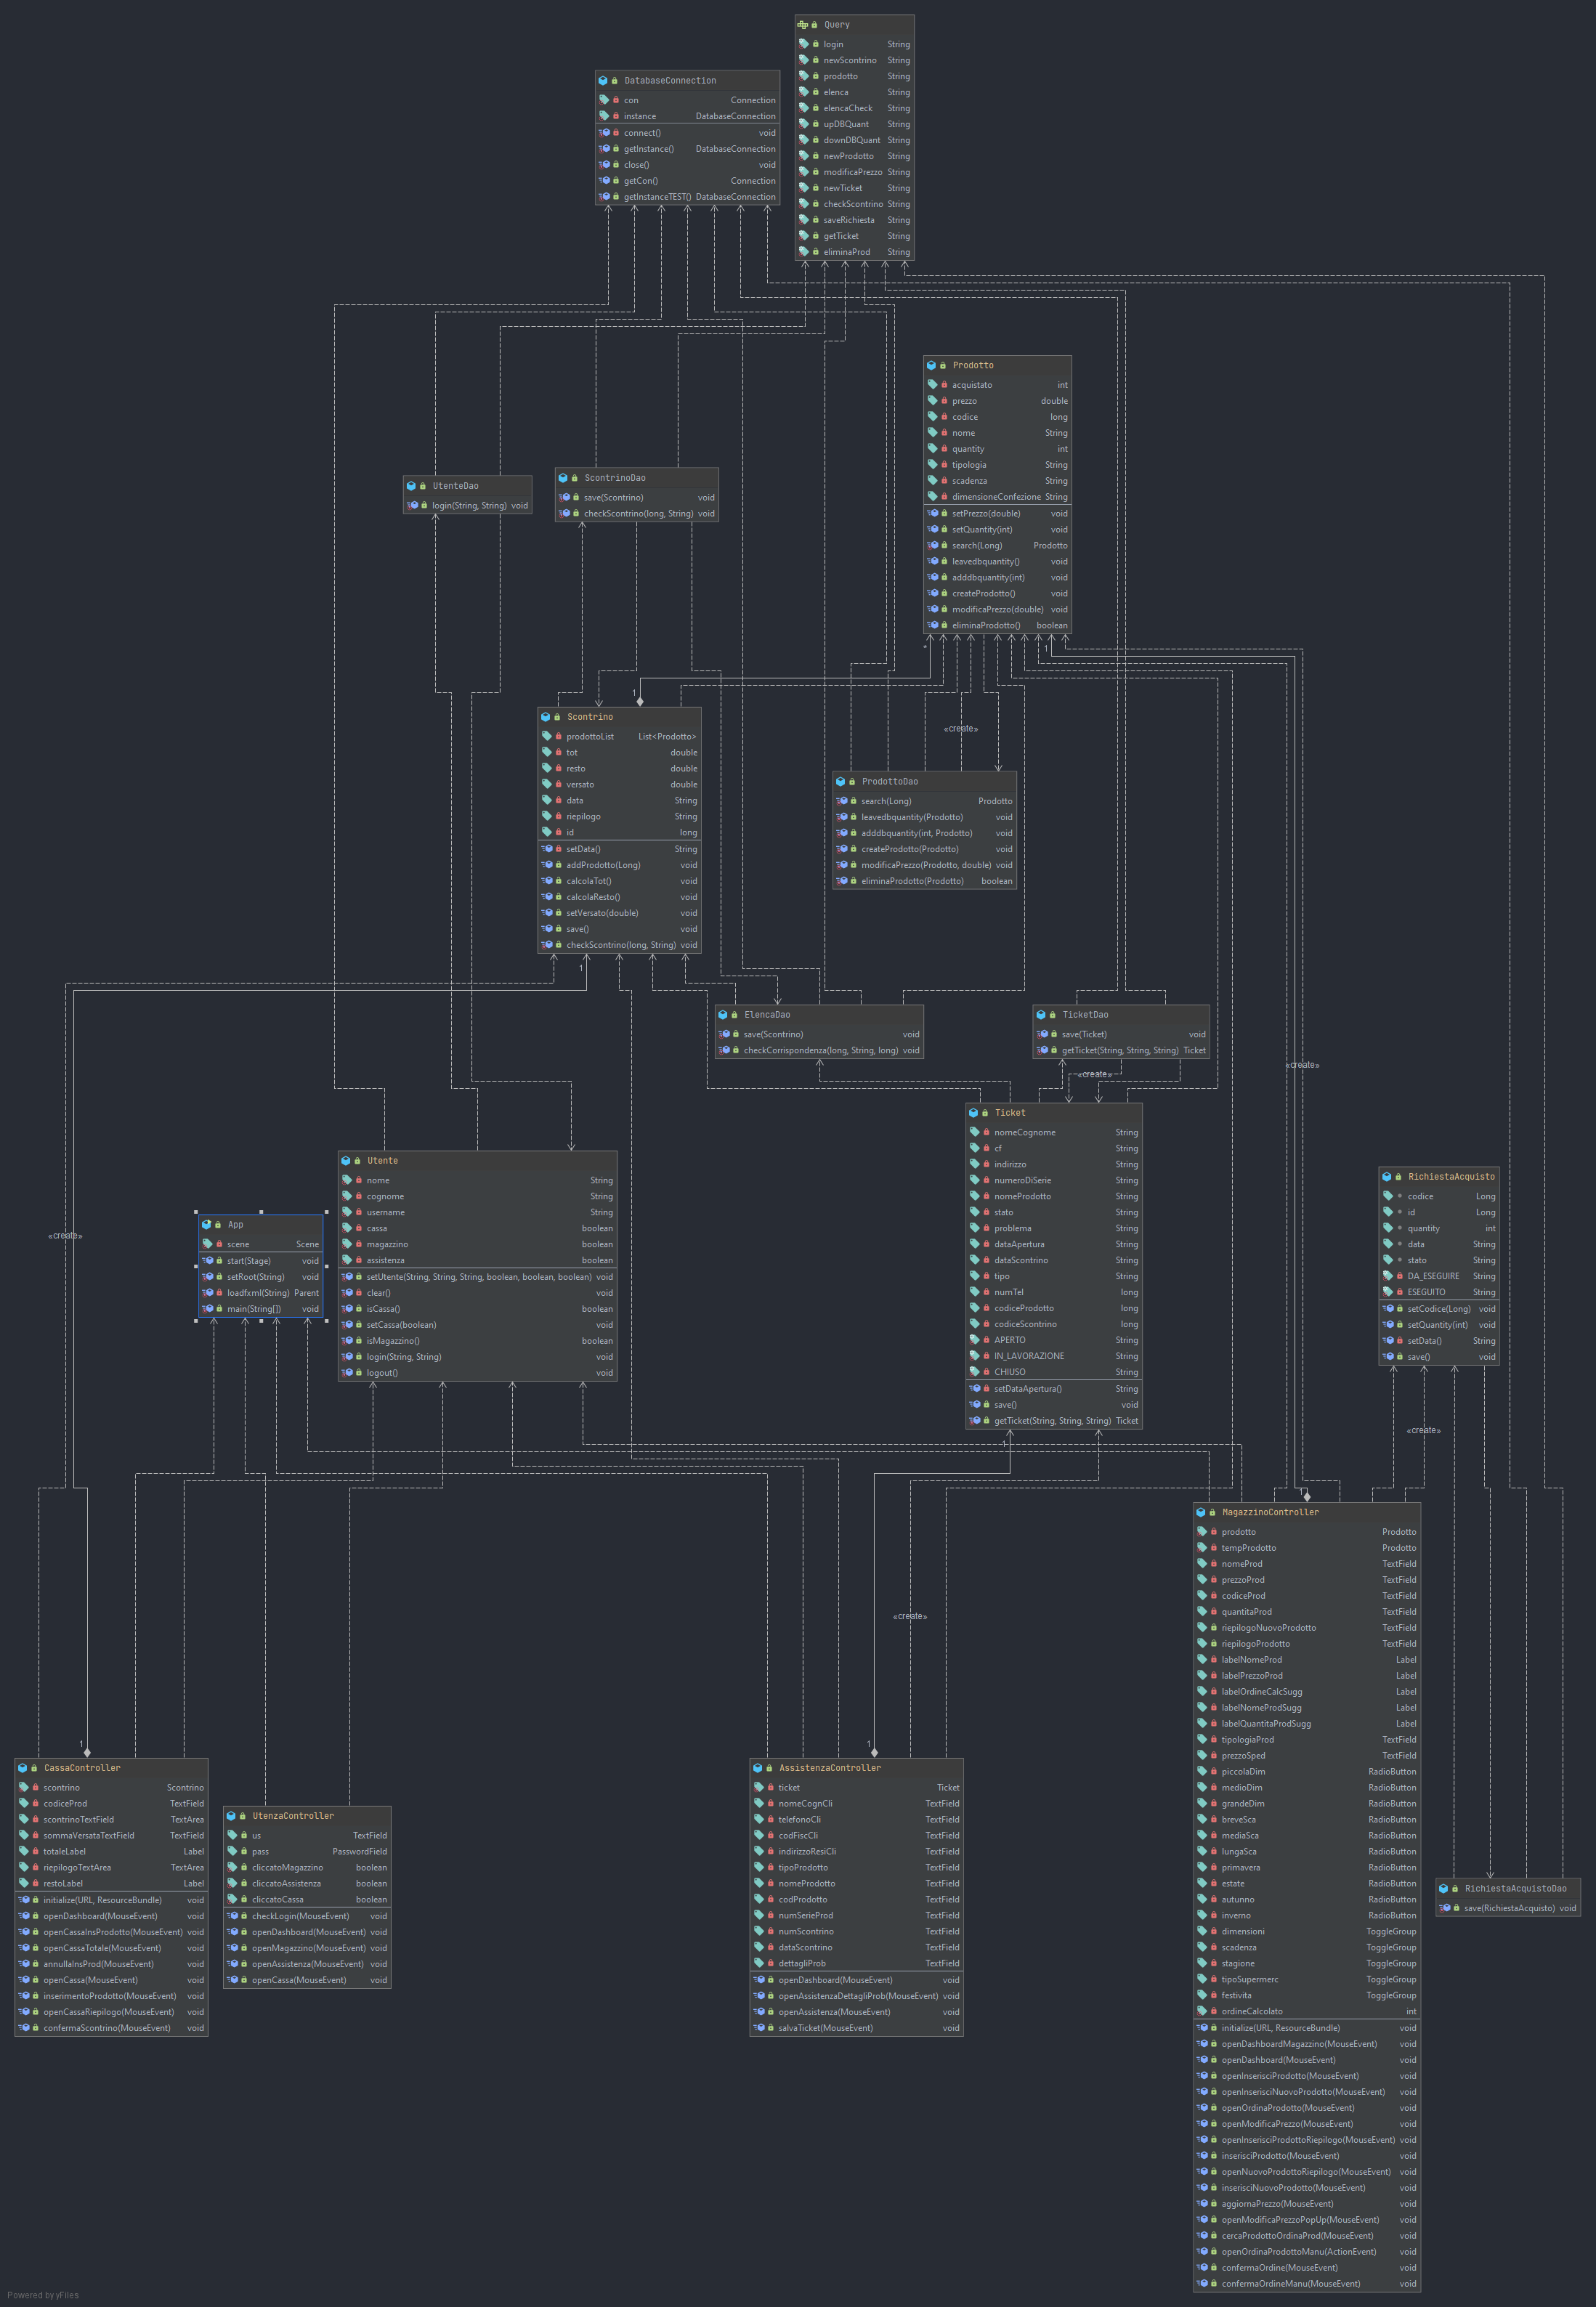 Query
login String
newScontrino String
prodotto String
elenca String
elencaCheck String
upDBQuant String
downDBQuant String
newProdotto String
modificaPrezzo String
newTicket String
checkScontrino String
saveRichiesta String
getTicket String
eliminaProd String
DatabaseConnection
con Connection
instance DatabaseConnection
connect() void
getInstance() DatabaseConnection
close() void
getCon() Connection
getInstanceTEST() DatabaseConnection
Prodotto
acquistato int
prezzo double
codice long
nome String
quantity int
tipologia String
scadenza String
dimensioneConfezione String
setPrezzo(double) void
setQuantity(int) void
search(Long) Prodotto
leavedbquantity() void
adddbquantity(int) void
createProdotto() void
modificaPrezzo(double) void
eliminaProdotto() boolean
UtenteDao
login(String, String) void
ScontrinoDao
save(Scontrino) void
checkScontrino(long, String) void
*
1
1
Scontrino
prodottoList List<Prodotto>
tot double
resto double
versato double
data String
riepilogo String
id long
setData() String
addProdotto(Long) void
calcolaTot() void
calcolaResto() void
setVersato(double) void
save() void
checkScontrino(long, String) void
1
«create»
ProdottoDao
search(Long) Prodotto
leavedbquantity(Prodotto) void
adddbquantity(int, Prodotto) void
createProdotto(Prodotto) void
modificaPrezzo(Prodotto, double) void
eliminaProdotto(Prodotto) boolean
ElencaDao
save(Scontrino) void
checkCorrispondenza(long, String, long) void
TicketDao
save(Ticket) void
getTicket(String, String, String) Ticket
«create»
«create»
Ticket
nomeCognome String
cf String
indirizzo String
numeroDiSerie String
nomeProdotto String
stato String
problema String
dataApertura String
dataScontrino String
tipo String
numTel long
codiceProdotto long
codiceScontrino long
APERTO String
IN_LAVORAZIONE String
CHIUSO String
setDataApertura() String
save() void
getTicket(String, String, String) Ticket
1
Utente
nome String
cognome String
username String
cassa boolean
magazzino boolean
assistenza boolean
setUtente(String, String, String, boolean, boolean, boolean) void
clear() void
isCassa() boolean
setCassa(boolean) void
isMagazzino() boolean
login(String, String) void
logout() void
«create»
App
scene Scene
start(Stage) void
setRoot(String) void
loadfxml(String) Parent
main(String[]) void
RichiestaAcquisto
codice Long
id Long
quantity int
data String
stato String
DA_ESEGUIRE String
ESEGUITO String
setCodice(Long) void
setQuantity(int) void
setData() String
save() void
«create»
1
MagazzinoController
prodotto Prodotto
tempProdotto Prodotto
nomeProd TextField
prezzoProd TextField
codiceProd TextField
quantitaProd TextField
riepilogoNuovoProdotto TextField
riepilogoProdotto TextField
labelNomeProd Label
labelPrezzoProd Label
labelOrdineCalcSugg Label
labelNomeProdSugg Label
labelQuantitaProdSugg Label
tipologiaProd TextField
prezzoSped TextField
piccolaDim RadioButton
medioDim RadioButton
grandeDim RadioButton
breveSca RadioButton
mediaSca RadioButton
lungaSca RadioButton
primavera RadioButton
estate RadioButton
autunno RadioButton
inverno RadioButton
dimensioni ToggleGroup
scadenza ToggleGroup
stagione ToggleGroup
tipoSupermerc ToggleGroup
festivita ToggleGroup
ordineCalcolato int
initialize(URL, ResourceBundle) void
openDashboardMagazzino(MouseEvent) void
openDashboard(MouseEvent) void
openInserisciProdotto(MouseEvent) void
openInserisciNuovoProdotto(MouseEvent) void
openOrdinaProdotto(MouseEvent) void
openModificaPrezzo(MouseEvent) void
openInserisciProdottoRiepilogo(MouseEvent) void
inserisciProdotto(MouseEvent) void
openNuovoProdottoRiepilogo(MouseEvent) void
inserisciNuovoProdotto(MouseEvent) void
aggiornaPrezzo(MouseEvent) void
openModificaPrezzoPopUp(MouseEvent) void
cercaProdottoOrdinaProd(MouseEvent) void
openOrdinaProdottoManu(ActionEvent) void
confermaOrdine(MouseEvent) void
confermaOrdineManu(MouseEvent) void
«create»
1
CassaController
scontrino Scontrino
codiceProd TextField
scontrinoTextField TextArea
sommaVersataTextField TextField
totaleLabel Label
riepilogoTextArea TextArea
restoLabel Label
initialize(URL, ResourceBundle) void
openDashboard(MouseEvent) void
openCassaInsProdotto(MouseEvent) void
openCassaTotale(MouseEvent) void
annullaInsProd(MouseEvent) void
openCassa(MouseEvent) void
inserimentoProdotto(MouseEvent) void
openCassaRiepilogo(MouseEvent) void
confermaScontrino(MouseEvent) void
UtenzaController
us TextField
pass PasswordField
cliccatoMagazzino boolean
cliccatoAssistenza boolean
cliccatoCassa boolean
checkLogin(MouseEvent) void
openDashboard(MouseEvent) void
openMagazzino(MouseEvent) void
openAssistenza(MouseEvent) void
openCassa(MouseEvent) void
1
AssistenzaController
ticket Ticket
nomeCognCli TextField
telefonoCli TextField
codFiscCli TextField
indirizzoResiCli TextField
tipoProdotto TextField
nomeProdotto TextField
codProdotto TextField
numSerieProd TextField
numScontrino TextField
dataScontrino TextField
dettagliProb TextField
openDashboard(MouseEvent) void
openAssistenzaDettagliProb(MouseEvent) void
openAssistenza(MouseEvent) void
salvaTicket(MouseEvent) void
RichiestaAcquistoDao
save(RichiestaAcquisto) void
Powered by yFiles